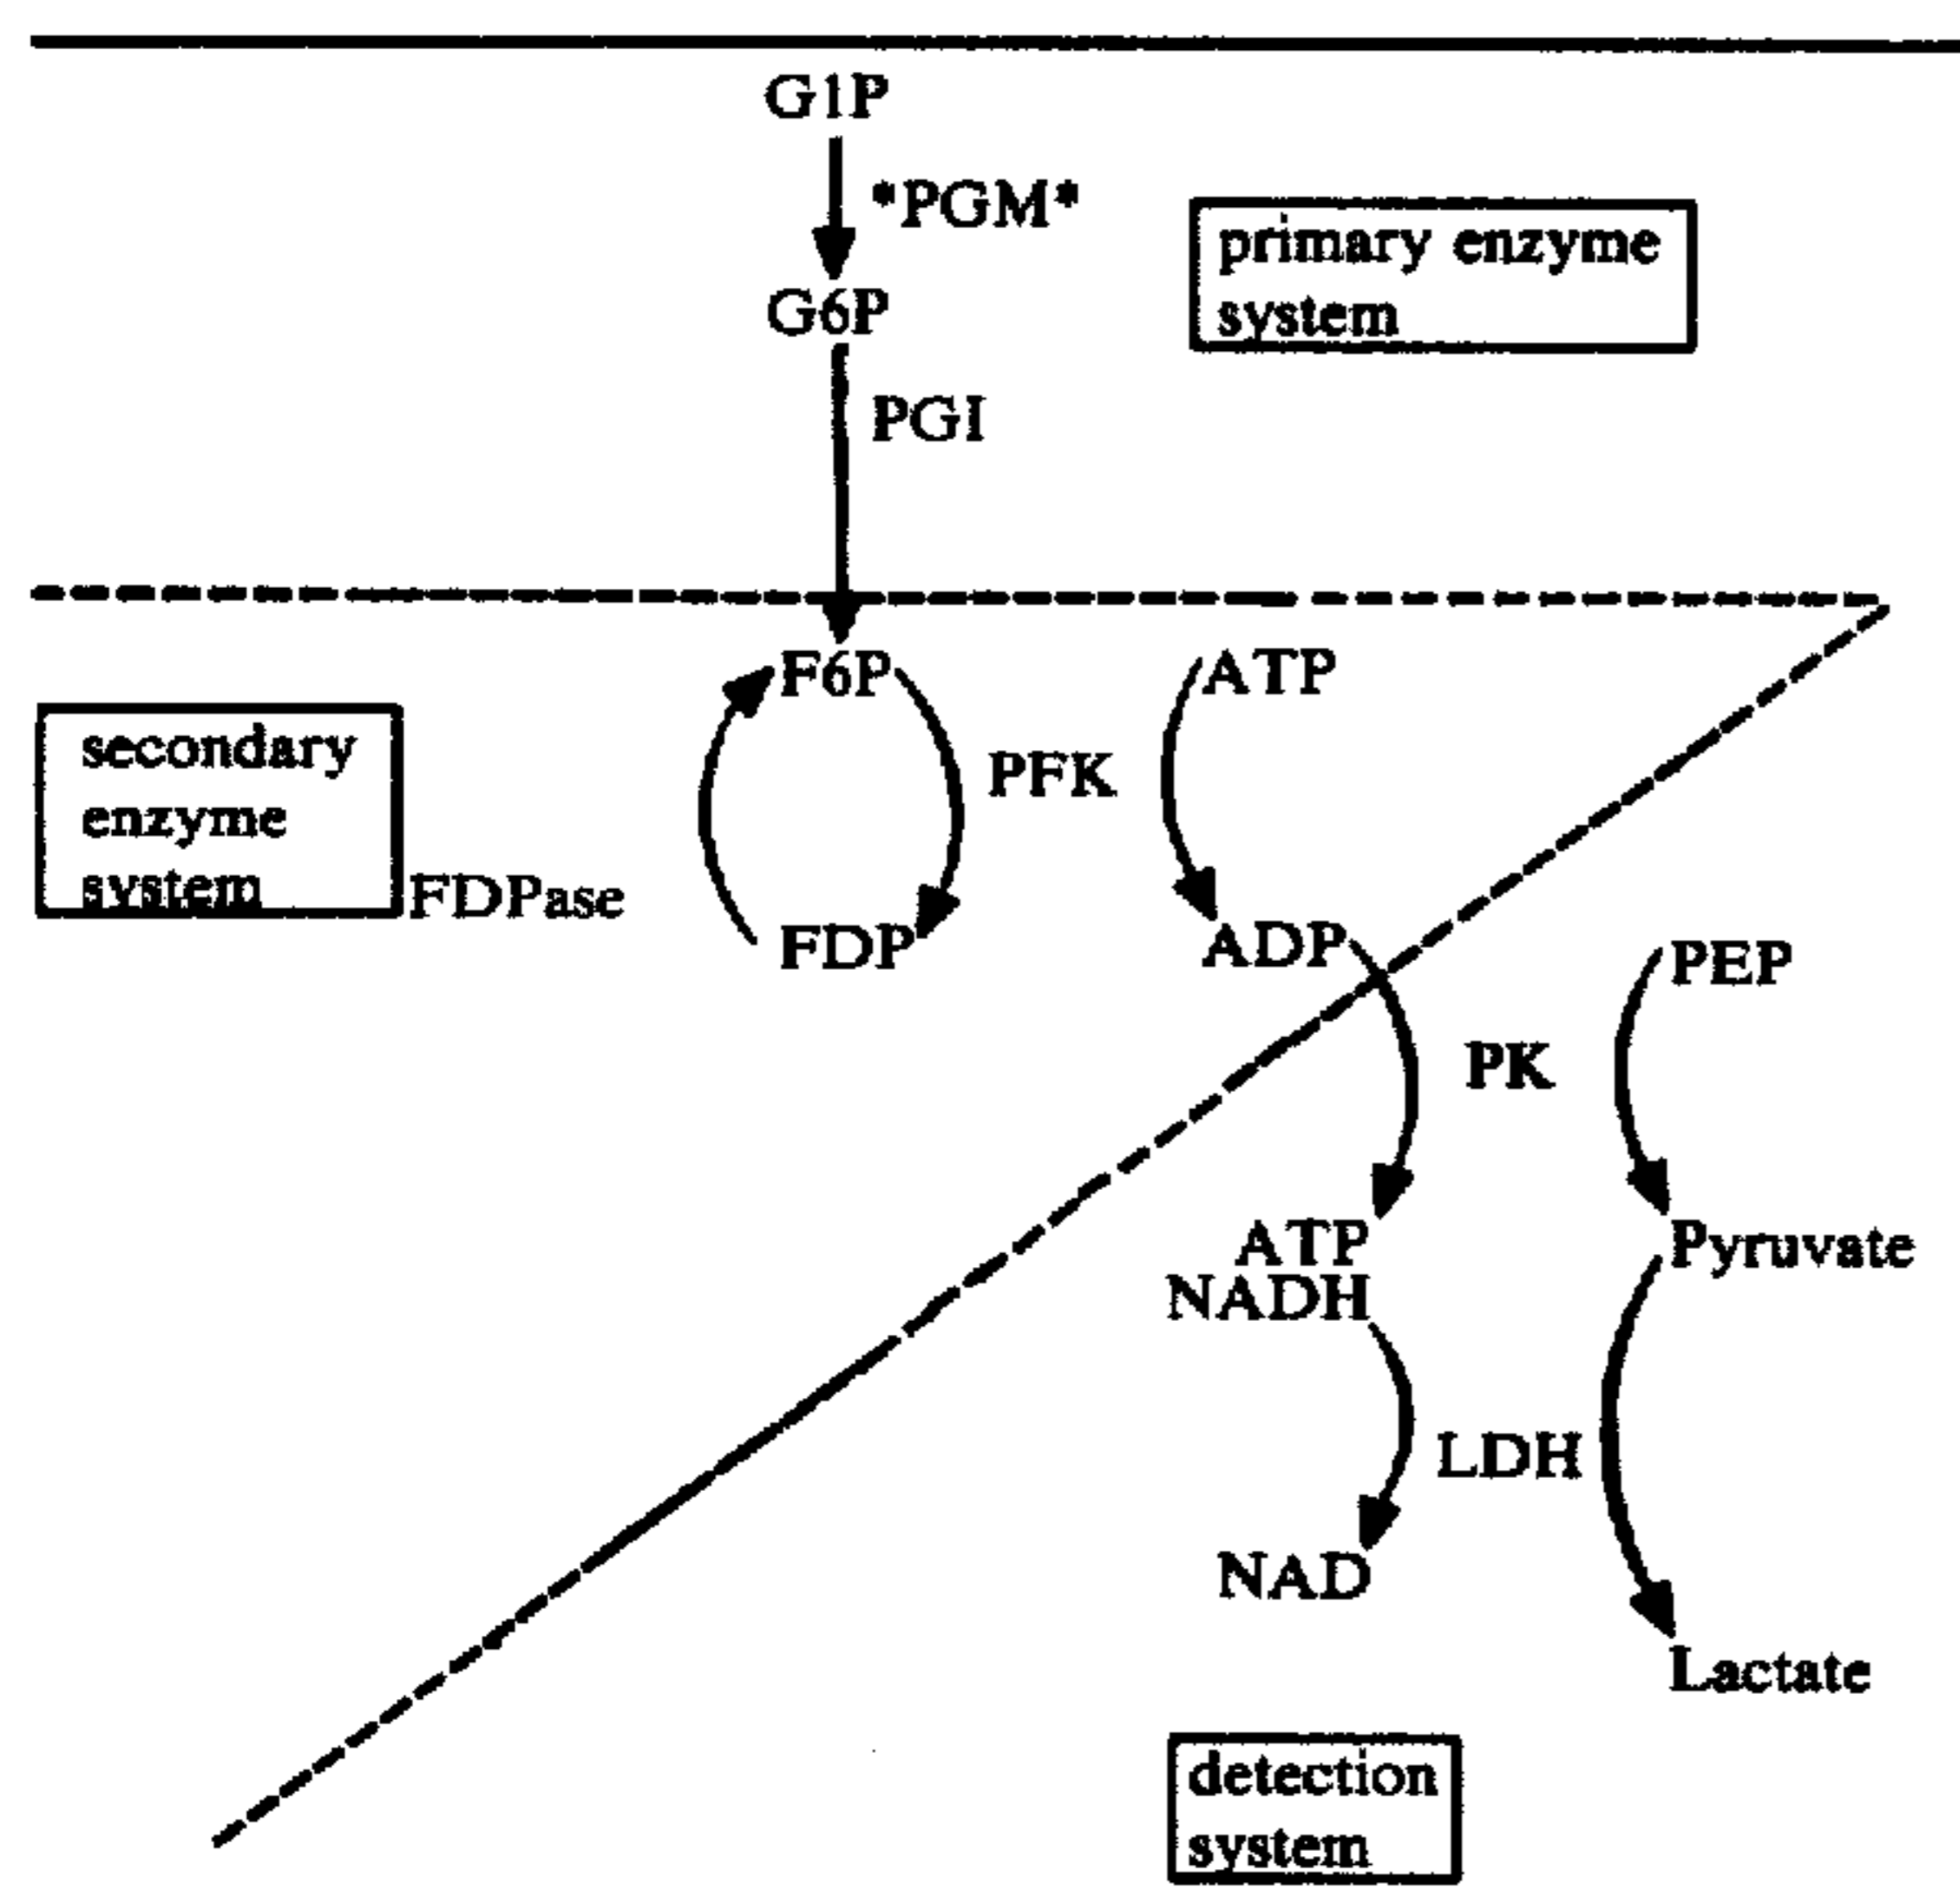 G1P
*PGM*
primary enzyme
system
G6P
PGI
F6P
ATP
secondary
enzyme
system
PFK
FDPase
FDP
ADP
PEP
PK
ATP
Pyruvate
NADH
LDH
NAD
Lactate
detection
system